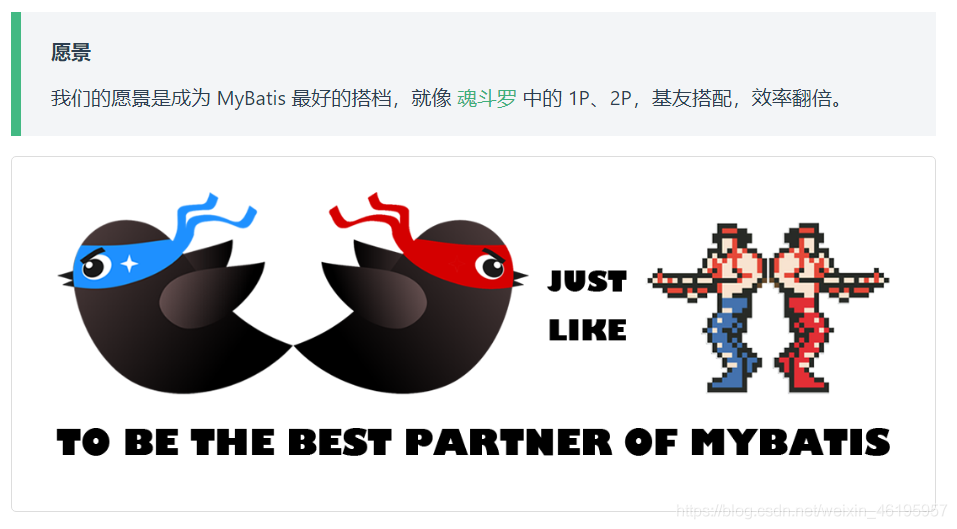 愿景
我们的愿景是成为 MyBatis 最好的搭档，就像 魂斗罗 中的 1P、2P，基友搭配，效率翻倍。
JUST
LIKE
TO BE THE BEST PARTNER OF MYBATIS
https://blog.csdn.net/weixin_46195957